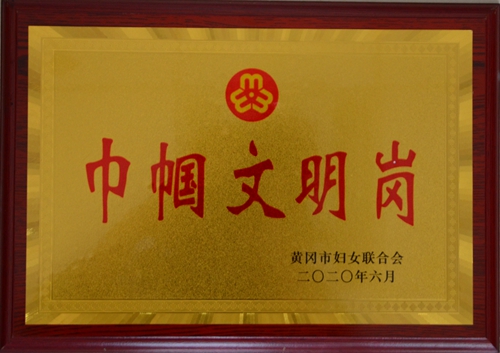 巾帼文明岗
黄冈市妇女联合会
二〇二〇年六月